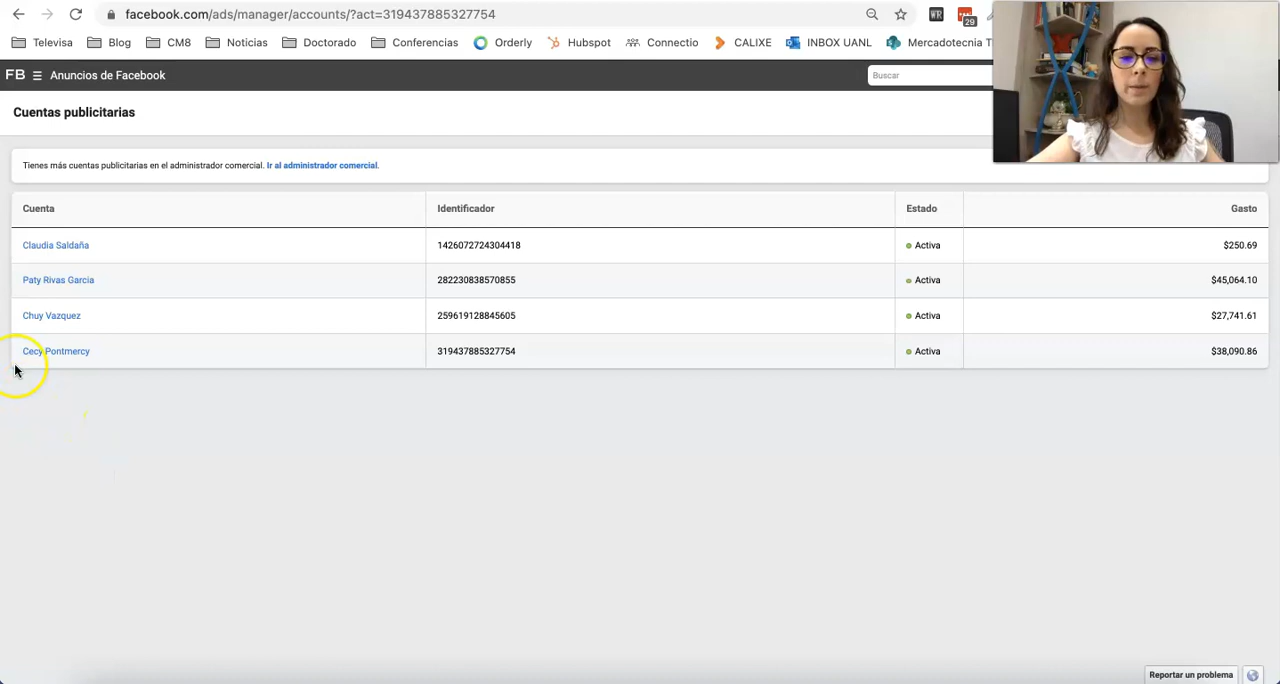 facebook.com/ads/manager/accounts/?act=319437885327754
WR
29
Televisa Blog CM8 Noticias Doctorado Conferencias Orderly Hubspot Connectio CALIXE INBOX UANL Mercadotecnia T
FB Anuncios de Facebook
Buscar
Cuentas publicitarias
Tienes más cuentas publicitarias en el administrador comercial. Ir al administrador comercial.
Cuenta Identificador Estado Gasto
Claudia Saldaña 1426072724304418 Activa $250.69
Paty Rivas Garcia 282230838570855 Activa $45,064.10
Chuy Vazquez 259619128845605 Activa $27,741.61
Cecy Pontmercy 319437885327754 Activa $38,090.86
Reportar un problema